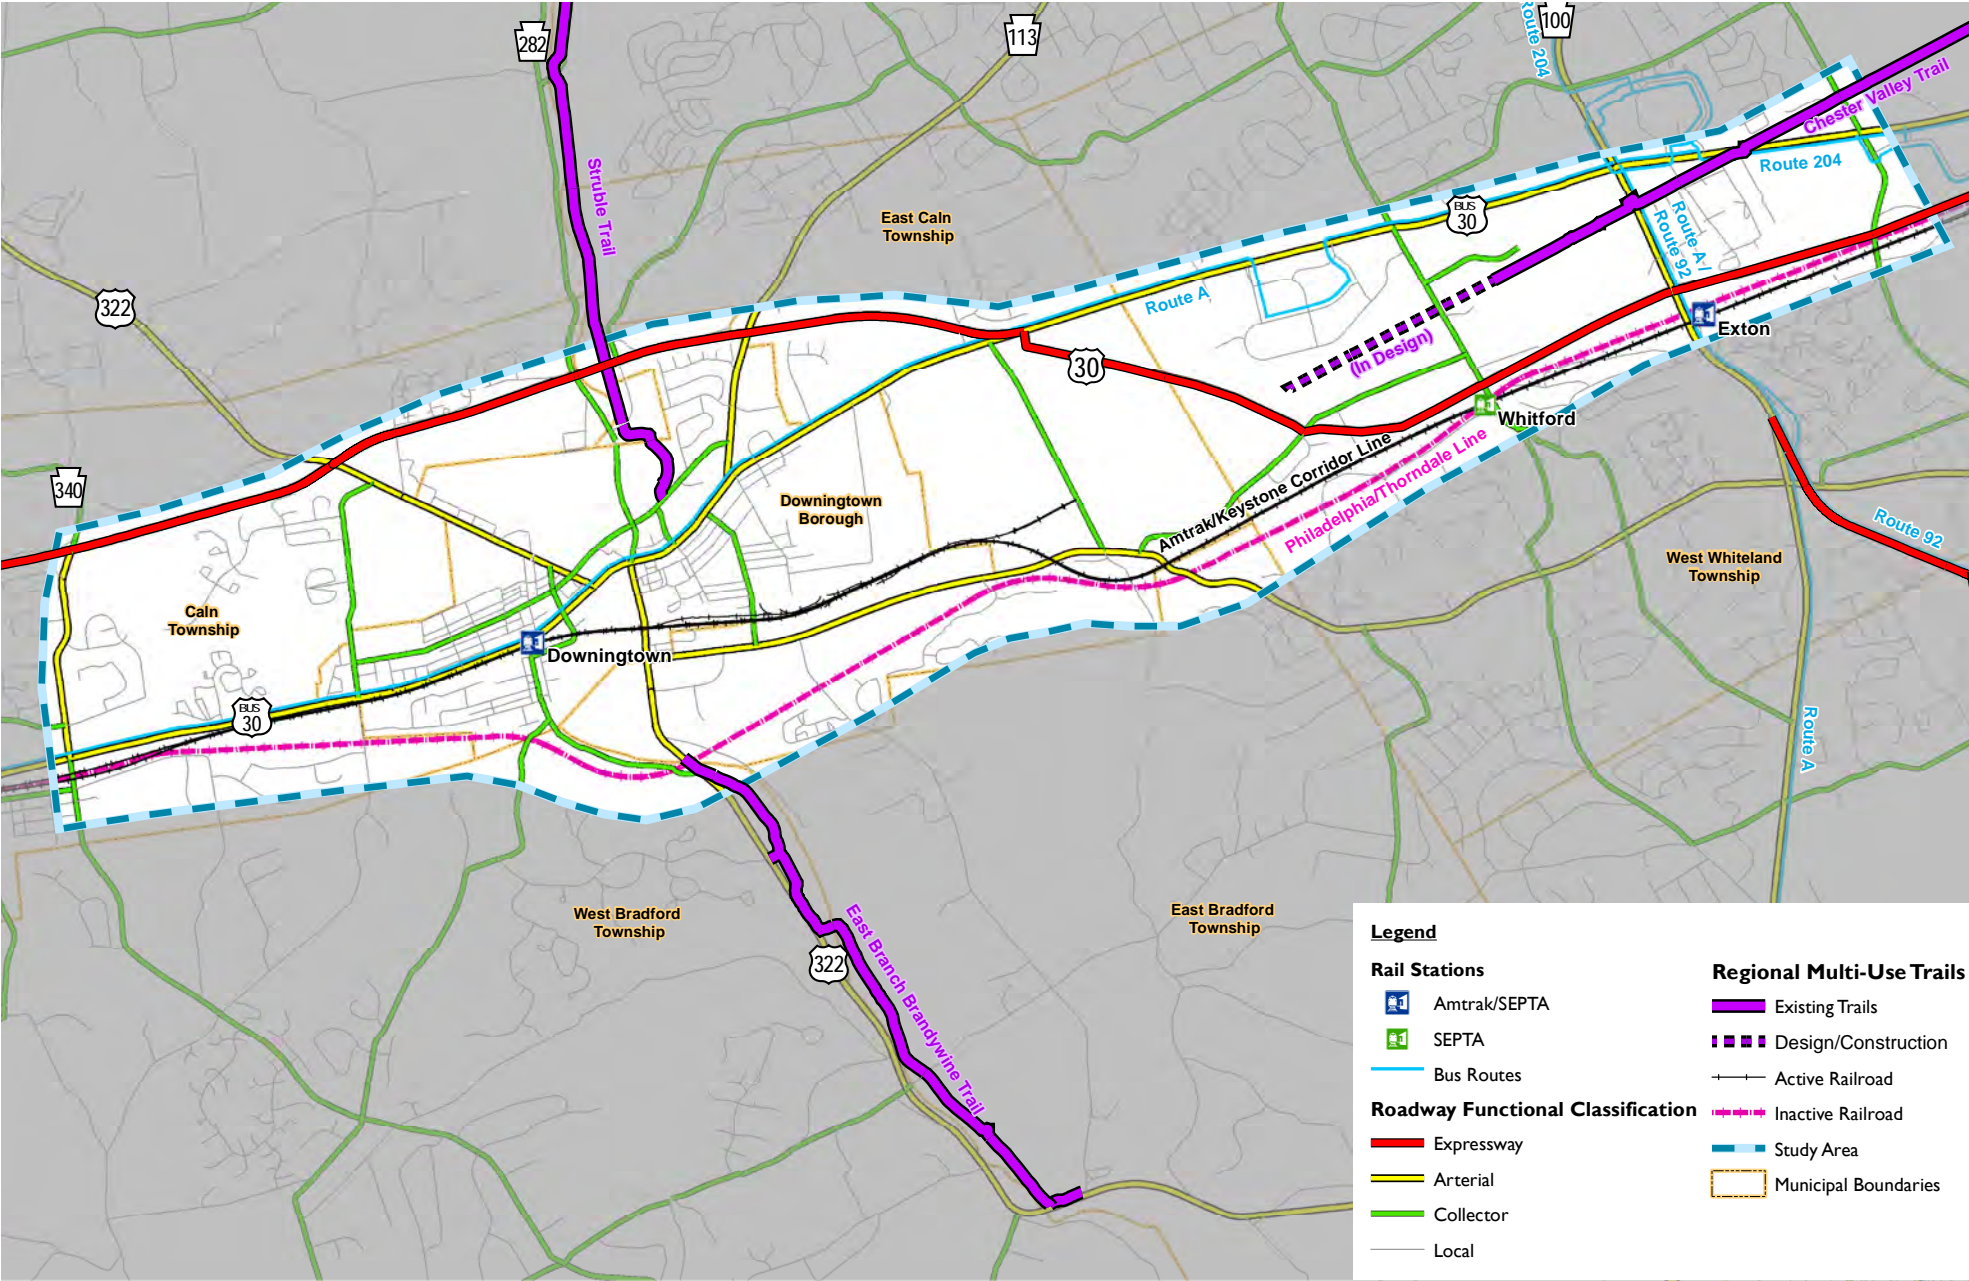 282
113
Route 204
100
Chester Valley Trail
Struble Trail
Route 204
East Caln
Township
BUS
30
Route A /
Route 92
Route A
322
Exton
30
(In Design)
Whitford
340
Amtrak/Keystone Corridor Line
Philadelphia/Thorndale Line
Downingtown
Borough
Route 92
West Whiteland
Township
Caln
Township
Downingtown
BUS
30
Route A
West Bradford
Township
East Bradford
Township
322
East Branch Brandywine Trail
Legend
Rail Stations
Amtrak/SEPTA
SEPTA
Bus Routes
Roadway Functional Classification
Expressway
Arterial
Collector
Local
Regional Multi-Use Trails
Existing Trails
Design/Construction
Active Railroad
Inactive Railroad
Study Area
Municipal Boundaries